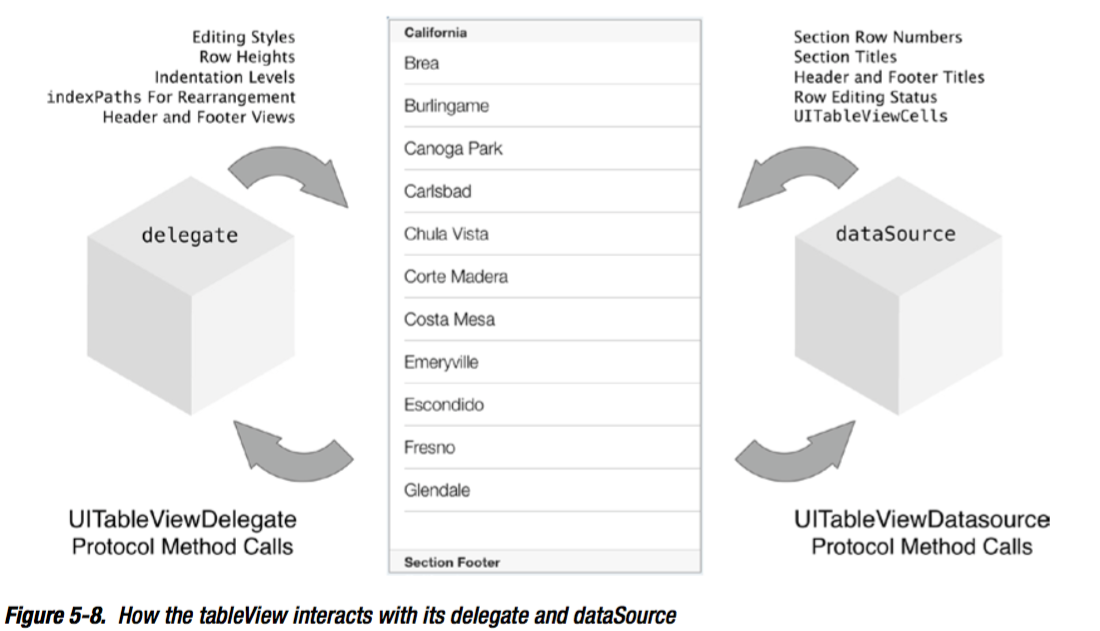 Editing Styles
Row Heights
Indentation Levels
indexPaths For Rearrangement
Header and Footer Views
delegate
UITableViewDelegate
Protocol Method Calls
California
Brea
Burlingame
Canoga Park
Carlsbad
Chula Vista
Corte Madera
Costa Mesa
Emeryville
Escondido
Fresno
Glendale
Section Footer
Section Row Numbers
Section Titles
Header and Footer Titles
Row Editing Status
UITableViewCells
dataSource
UITableViewDatasource
Protocol Method Calls
Figure 5-8. How the tableView interacts with its delegate and dataSource